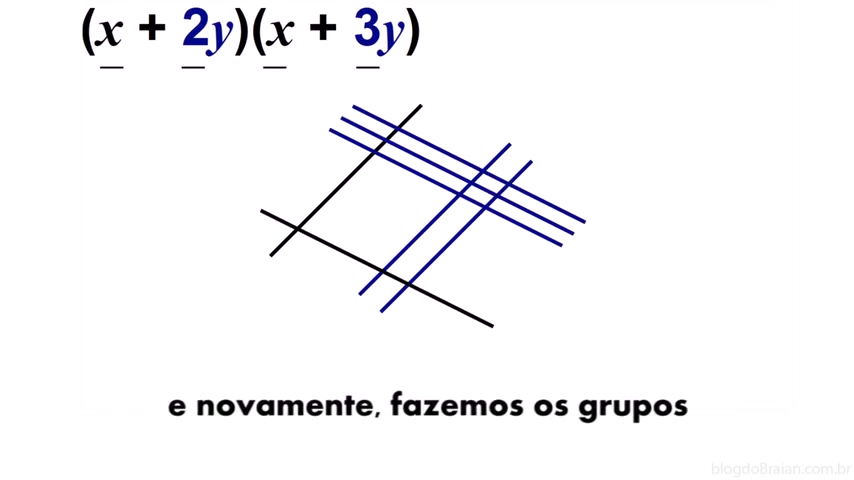 (x + 2y)(x + 3y)
e novamente, fazemos os grupos
blogdoBraian.com.br